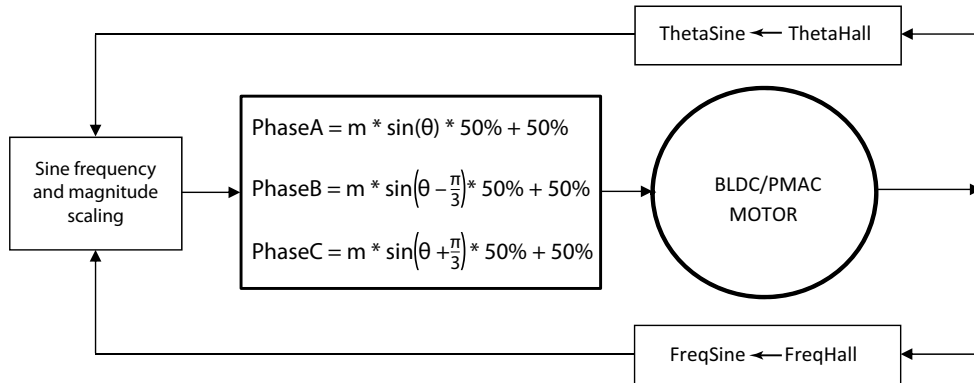 ThetaSine ← ThetaHall
Sine frequency
and magnitude
scaling
PhaseA = m * sin(θ) * 50% + 50%
PhaseB = m * sin(θ - π/3)* 50% + 50%
PhaseC = m * sin(θ + π/3)* 50% + 50%
BLDC/PMAC
MOTOR
FreqSine ← FreqHall